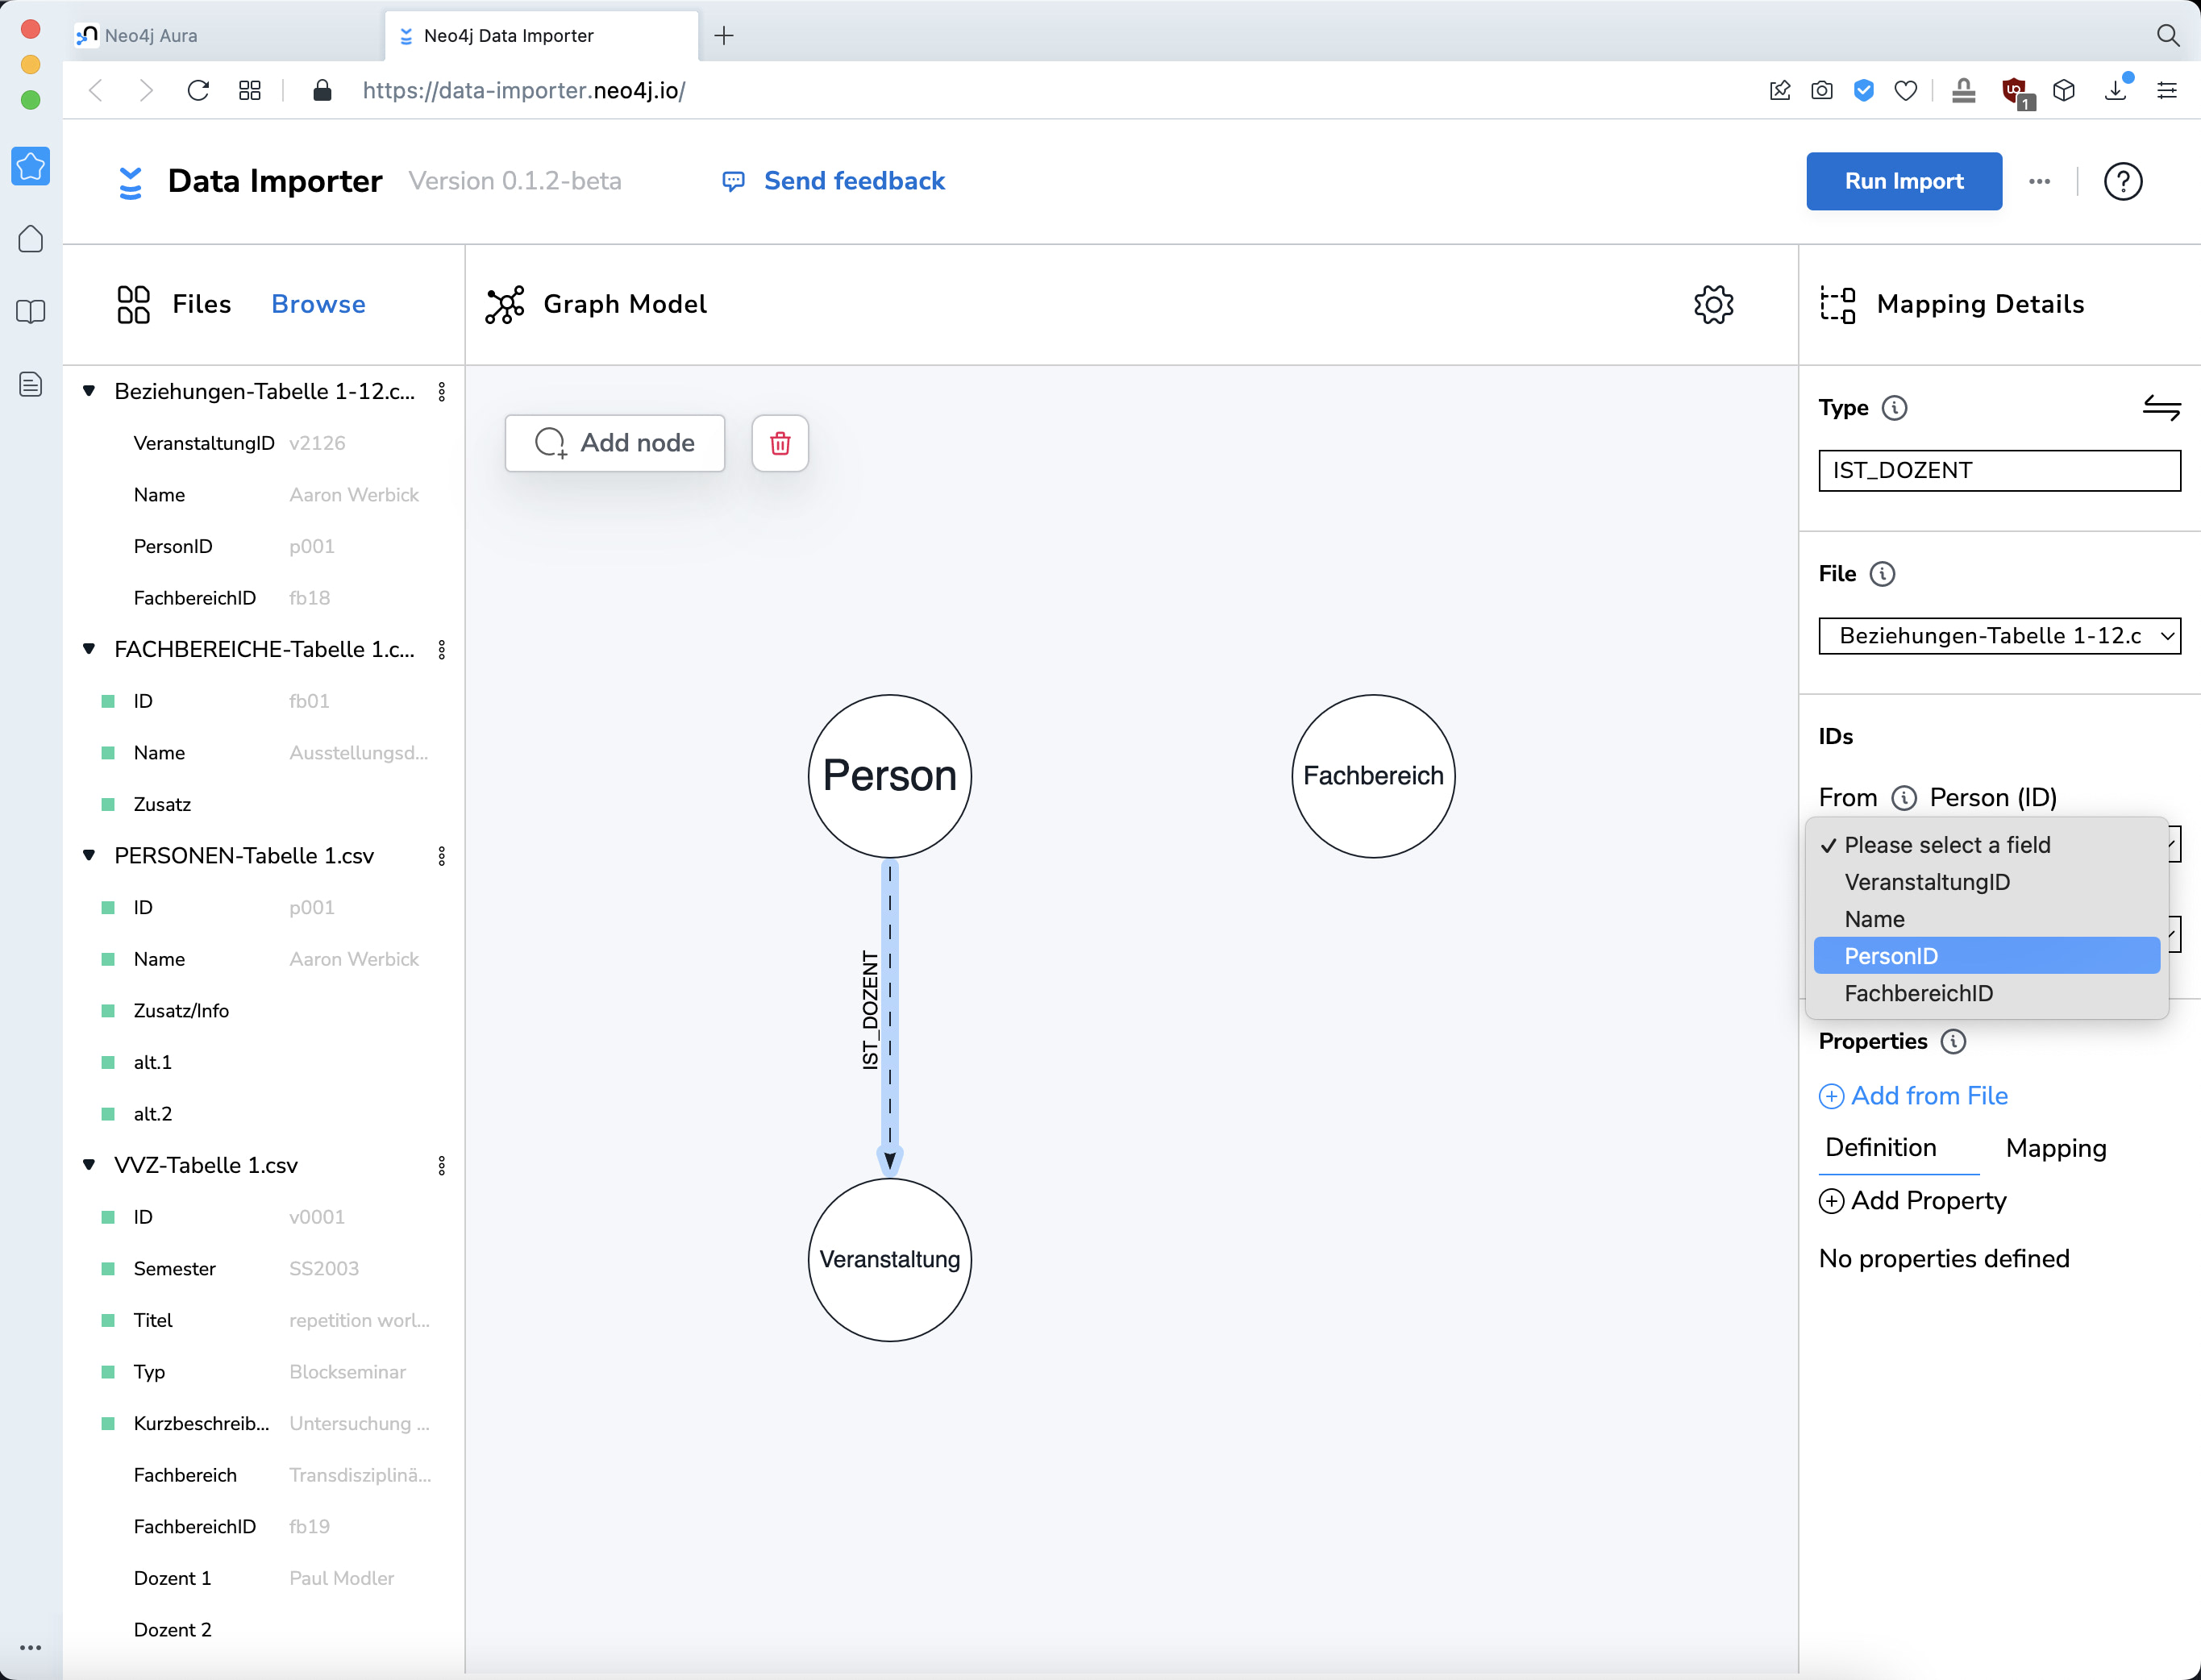 Neo4j Aura
Neo4j Data Importer
https://data-importer.neo4j.io/
1
Data Importer
Version 0.1.2-beta
Send feedback
Run Import
Files
Browse
Graph Model
Mapping Details
Beziehungen-Tabelle 1-12.c...
VeranstaltungID v2126
Name Aaron Werbick
PersonID p001
FachbereichID fb18
FACHBEREICHE-Tabelle 1.c...
ID fb01
Name Ausstellungsd...
Zusatz
PERSONEN-Tabelle 1.csv
ID p001
Name Aaron Werbick
Zusatz/Info
alt.1
alt.2
VVZ-Tabelle 1.csv
ID v0001
Semester SS2003
Titel repetition worl...
Typ Blockseminar
Kurzbeschreib... Untersuchung ...
Fachbereich Transdisziplinä...
FachbereichID fb19
Dozent 1 Paul Modler
Dozent 2
Add node
Person
Fachbereich
IST_DOZENT
Veranstaltung
Type
IST_DOZENT
File
Beziehungen-Tabelle 1-12.c
IDs
From Person (ID)
✓ Please select a field
VeranstaltungID
Name
PersonID
FachbereichID
Properties
Add from File
Definition Mapping
Add Property
No properties defined